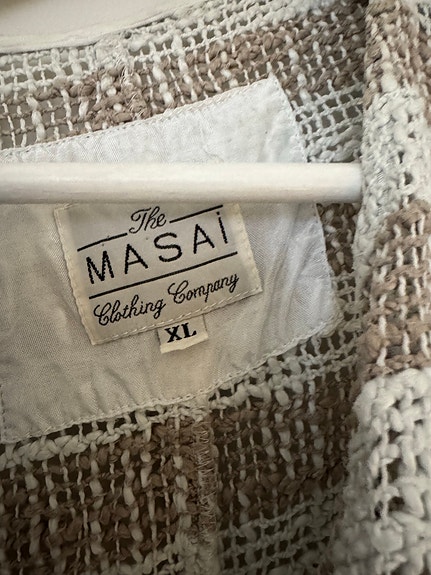 The
MASAI
Clothing Company
XL